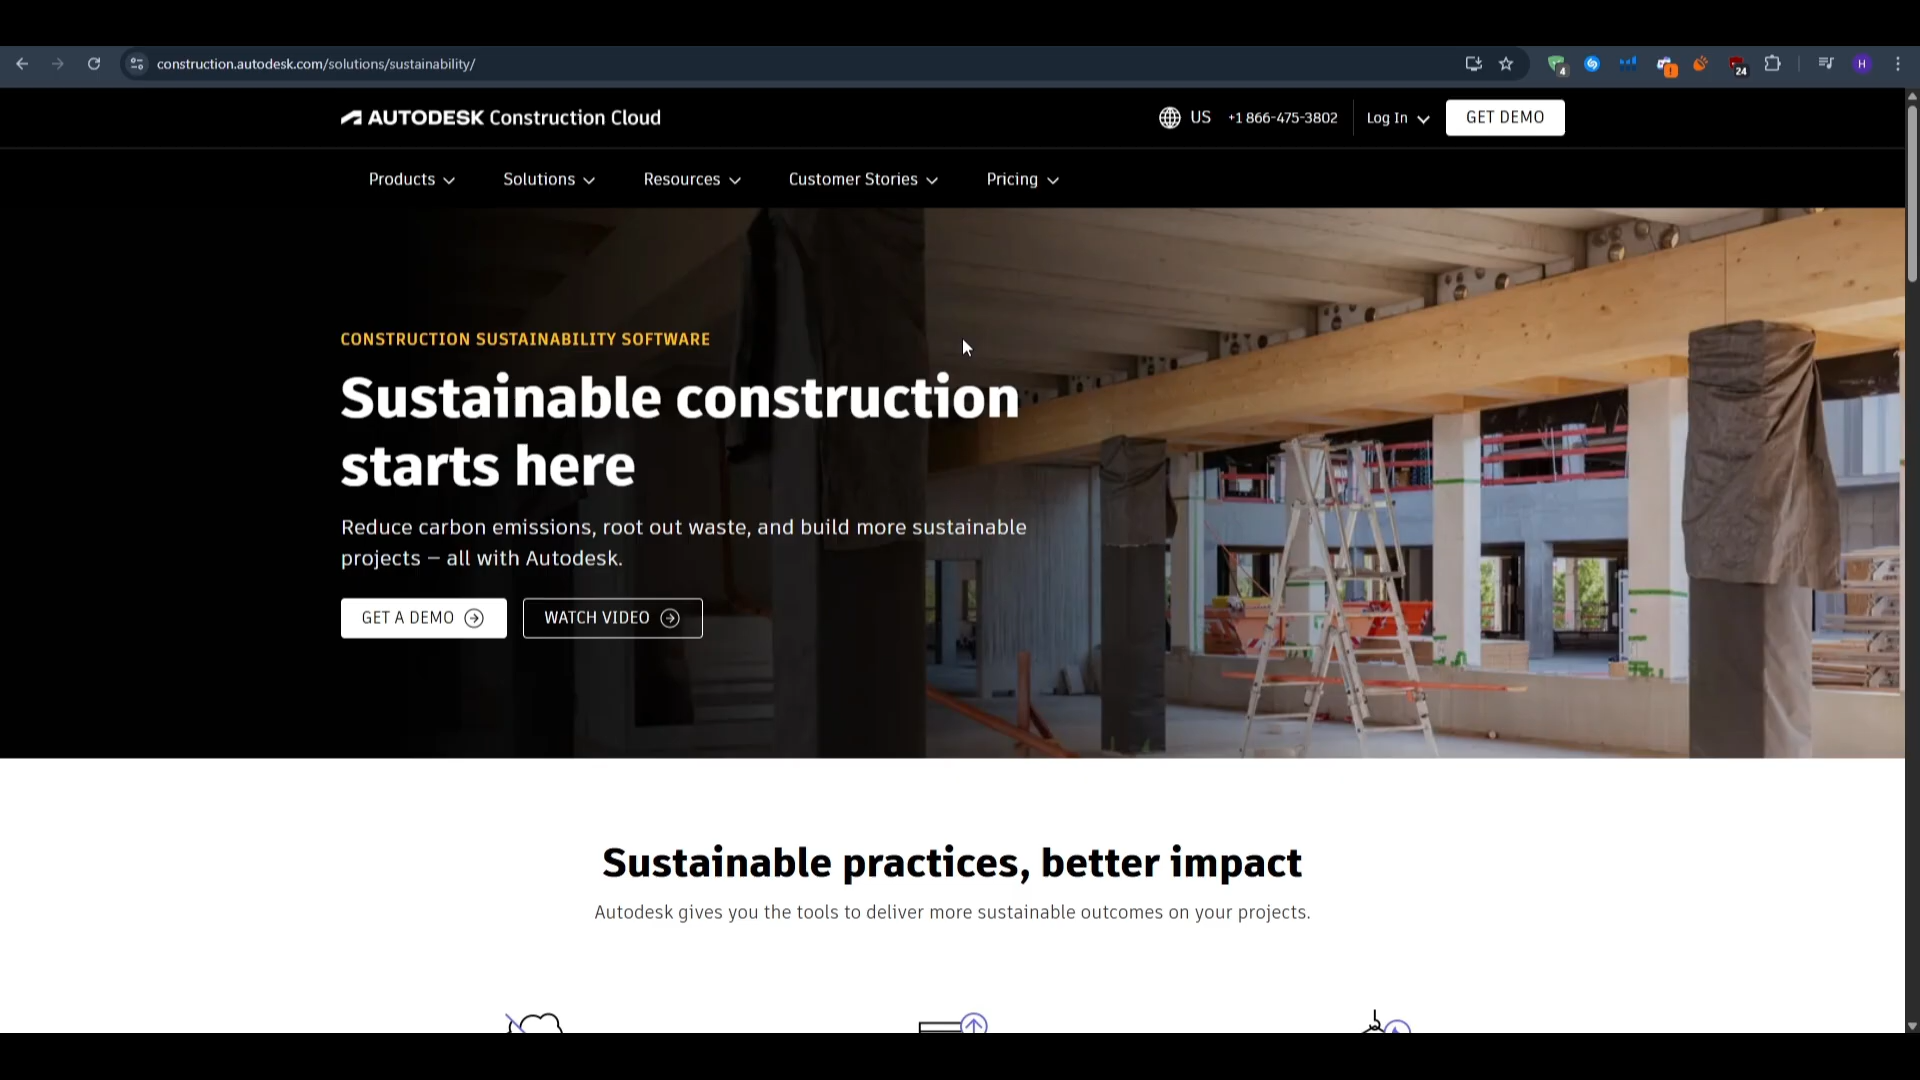 construction.autodesk.com/solutions/sustainability/
4
!
24
H
AUTODESK Construction Cloud
US
+1 866-475-3802
Log In
GET DEMO
Products
Solutions
Resources
Customer Stories
Pricing
CONSTRUCTION SUSTAINABILITY SOFTWARE
Sustainable construction
starts here
Reduce carbon emissions, root out waste, and build more sustainable
projects – all with Autodesk.
GET A DEMO
WATCH VIDEO
Sustainable practices, better impact
Autodesk gives you the tools to deliver more sustainable outcomes on your projects.